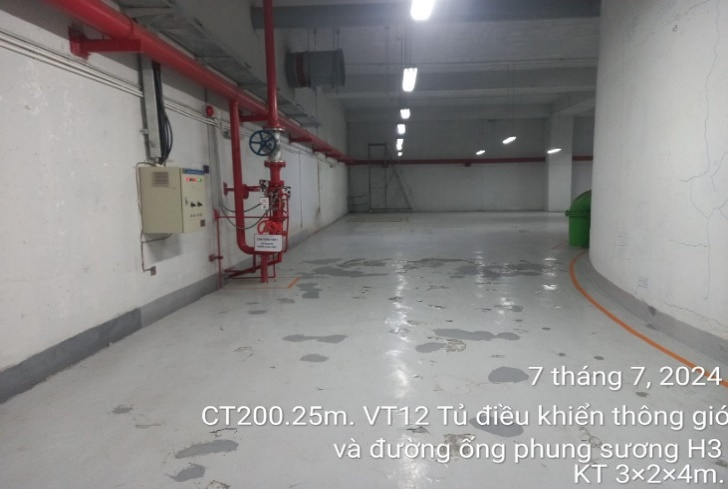 7 tháng 7, 2024
CT200.25m. VT12 Tủ điều khiển thông gió
và đường ống phung sương H3
KT 3×2×4m.